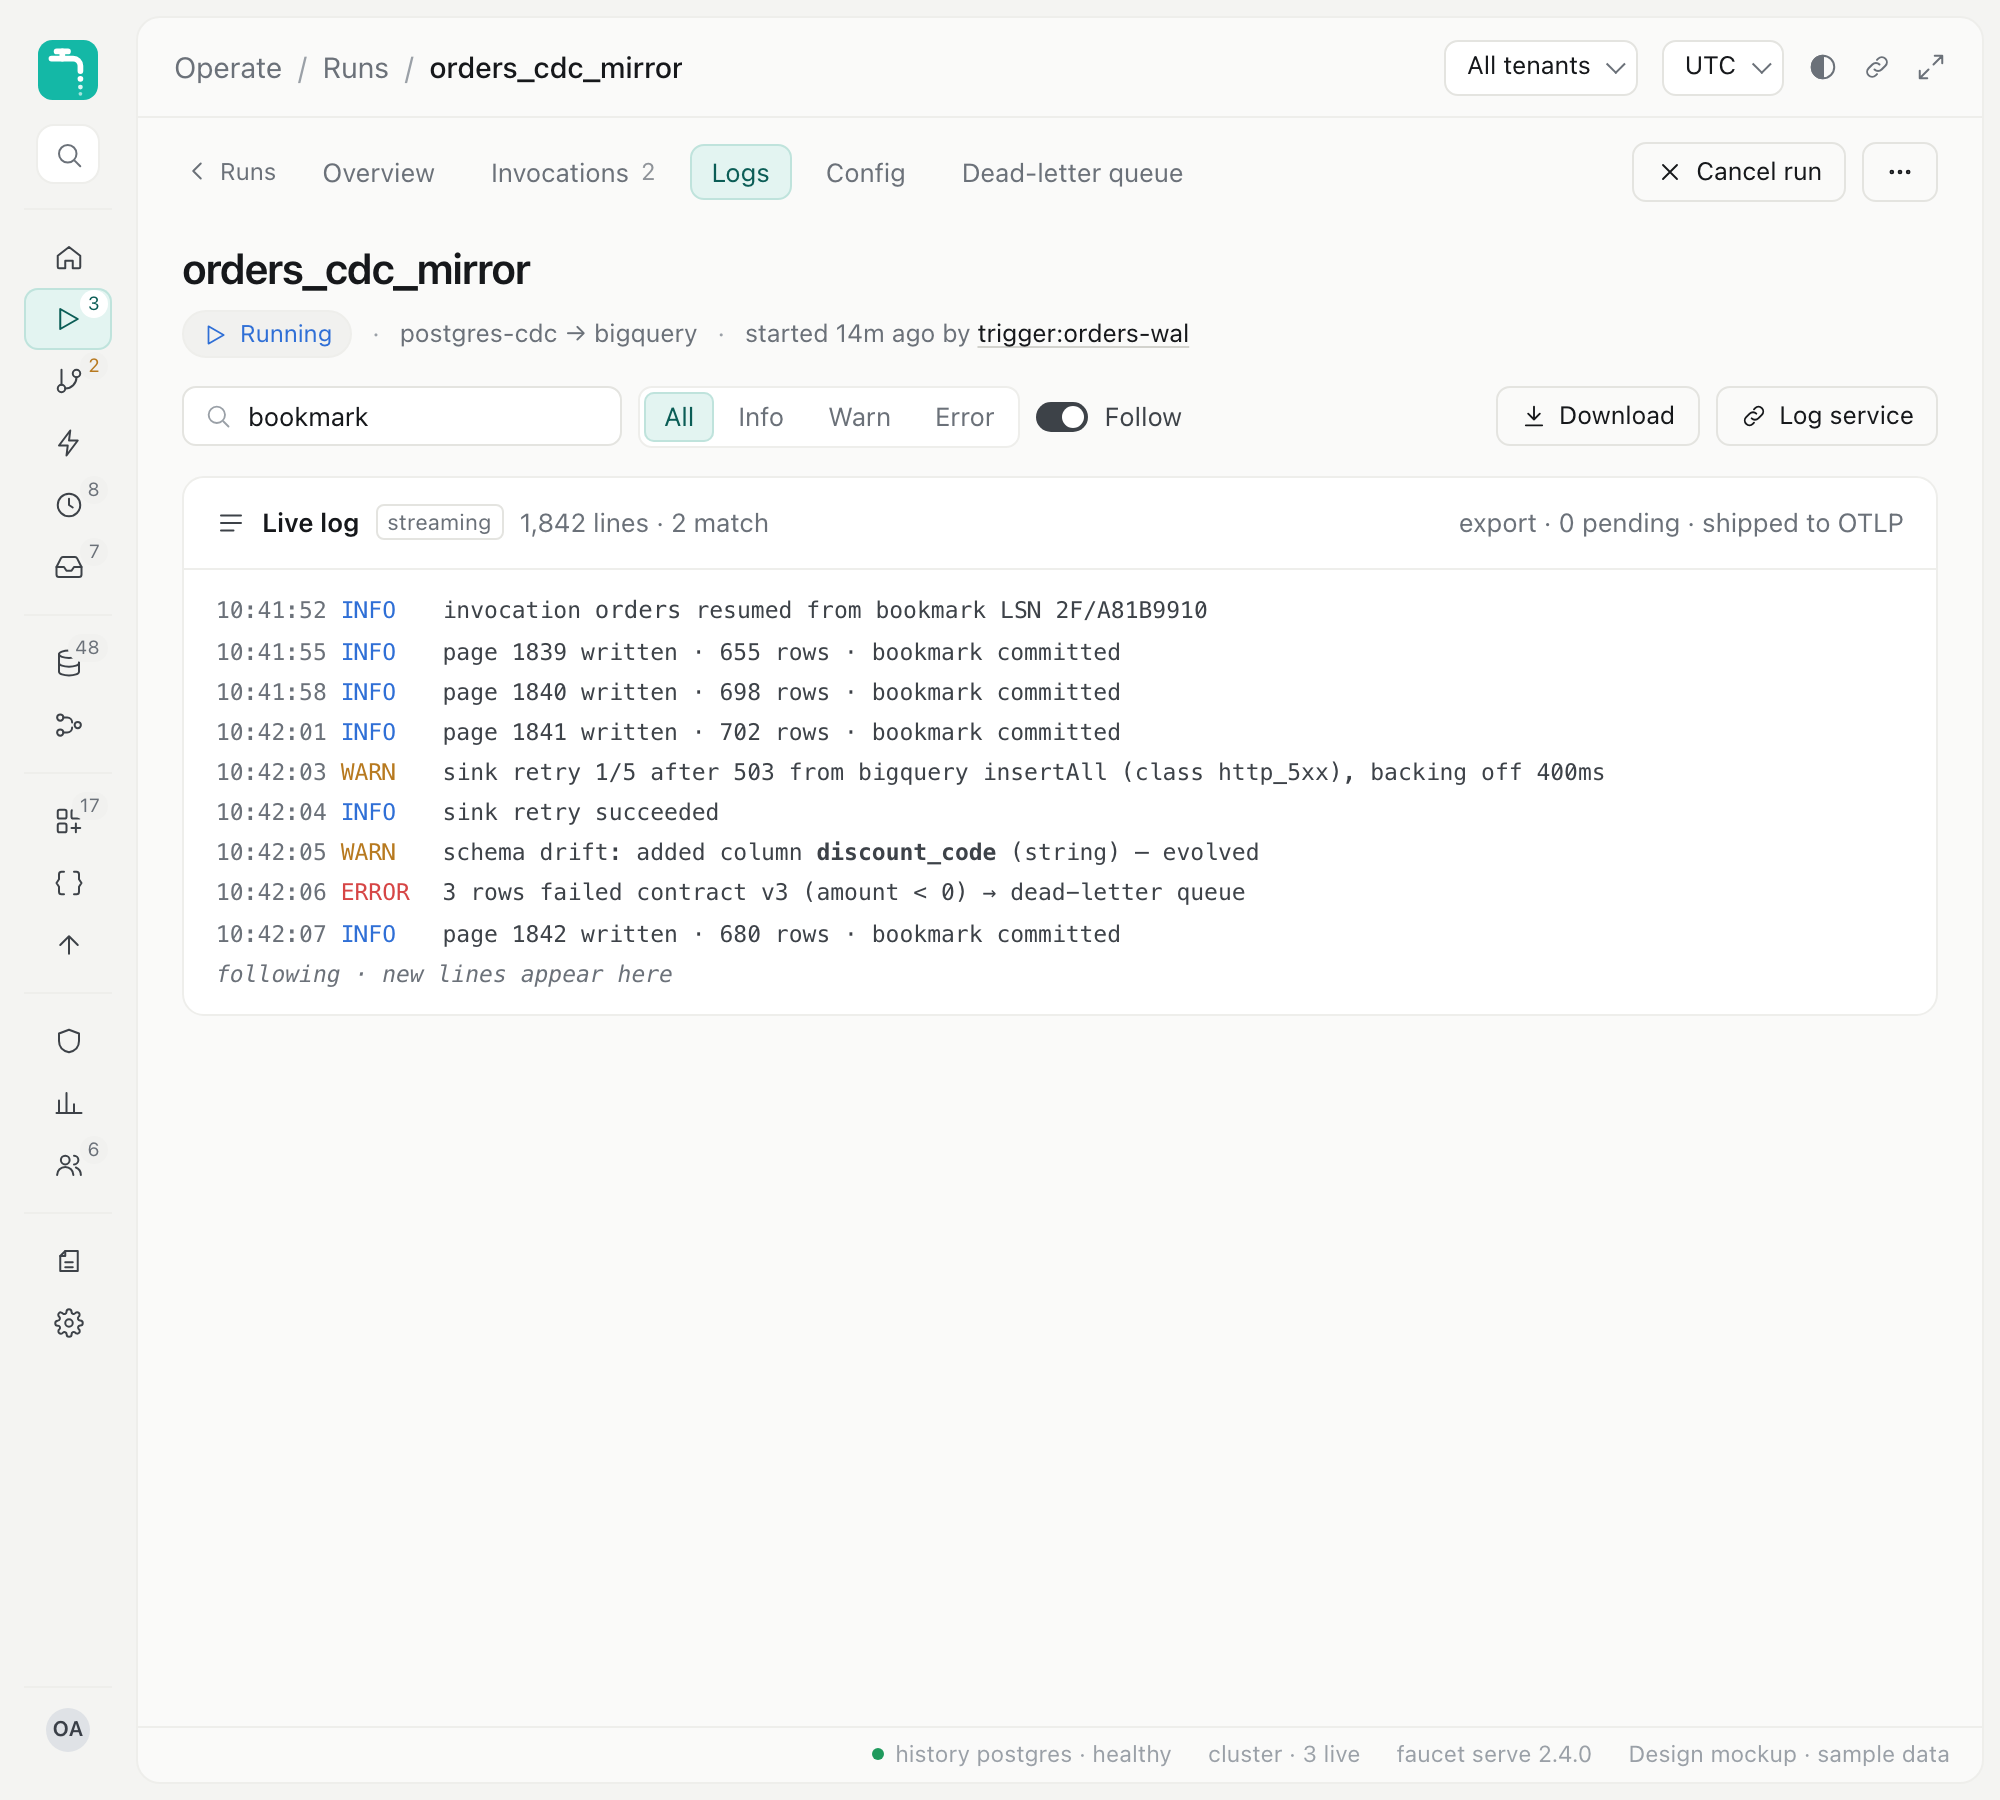 Operate / Runs / orders_cdc_mirror
All tenants
UTC
Runs
Overview
Invocations 2
Logs
Config
Dead-letter queue
Cancel run
3
2
8
7
48
17
6
OA
orders_cdc_mirror
Running · postgres-cdc → bigquery · started 14m ago by trigger:orders-wal
bookmark
All
Info
Warn
Error
Follow
Download
Log service
Live log streaming 1,842 lines · 2 match
export · 0 pending · shipped to OTLP
10:41:52 INFO invocation orders resumed from bookmark LSN 2F/A81B9910
10:41:55 INFO page 1839 written · 655 rows · bookmark committed
10:41:58 INFO page 1840 written · 698 rows · bookmark committed
10:42:01 INFO page 1841 written · 702 rows · bookmark committed
10:42:03 WARN sink retry 1/5 after 503 from bigquery insertAll (class http_5xx), backing off 400ms
10:42:04 INFO sink retry succeeded
10:42:05 WARN schema drift: added column discount_code (string) — evolved
10:42:06 ERROR 3 rows failed contract v3 (amount < 0) → dead-letter queue
10:42:07 INFO page 1842 written · 680 rows · bookmark committed
following · new lines appear here
history postgres · healthy
cluster · 3 live
faucet serve 2.4.0
Design mockup · sample data